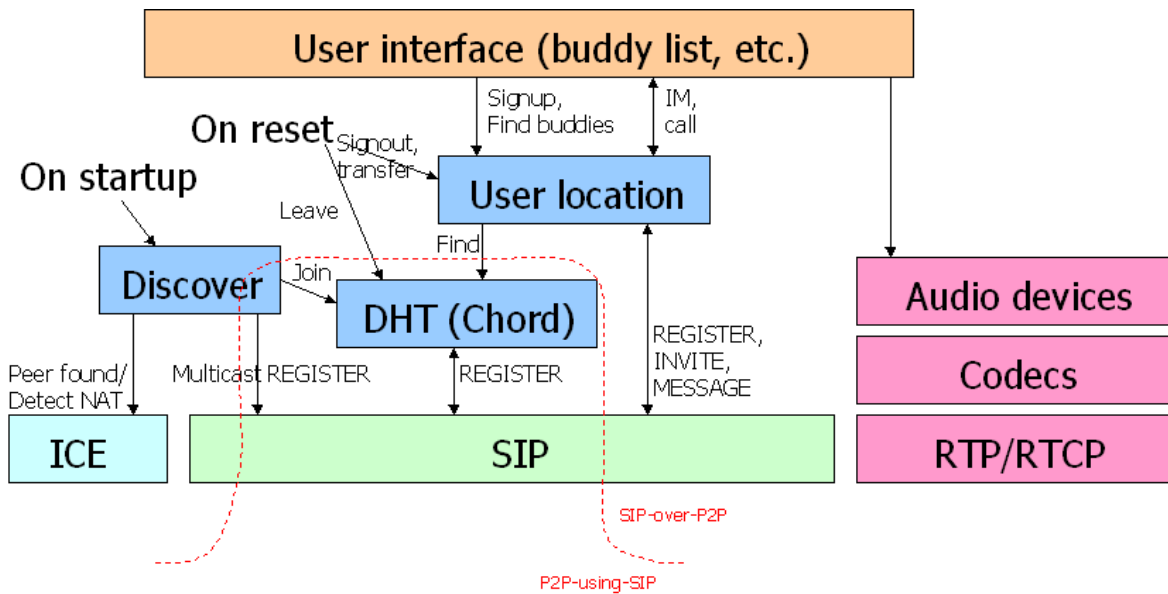 User interface (buddy list, etc.)
Signup,
Find buddies
IM,
call
On reset
Signout,
transfer
On startup
User location
Leave
Find
Discover
Join
DHT (Chord)
Audio devices
Peer found/
Detect NAT
Multicast REGISTER
REGISTER
REGISTER,
INVITE,
MESSAGE
Codecs
ICE
SIP
RTP/RTCP
SIP-over-P2P
P2P-using-SIP